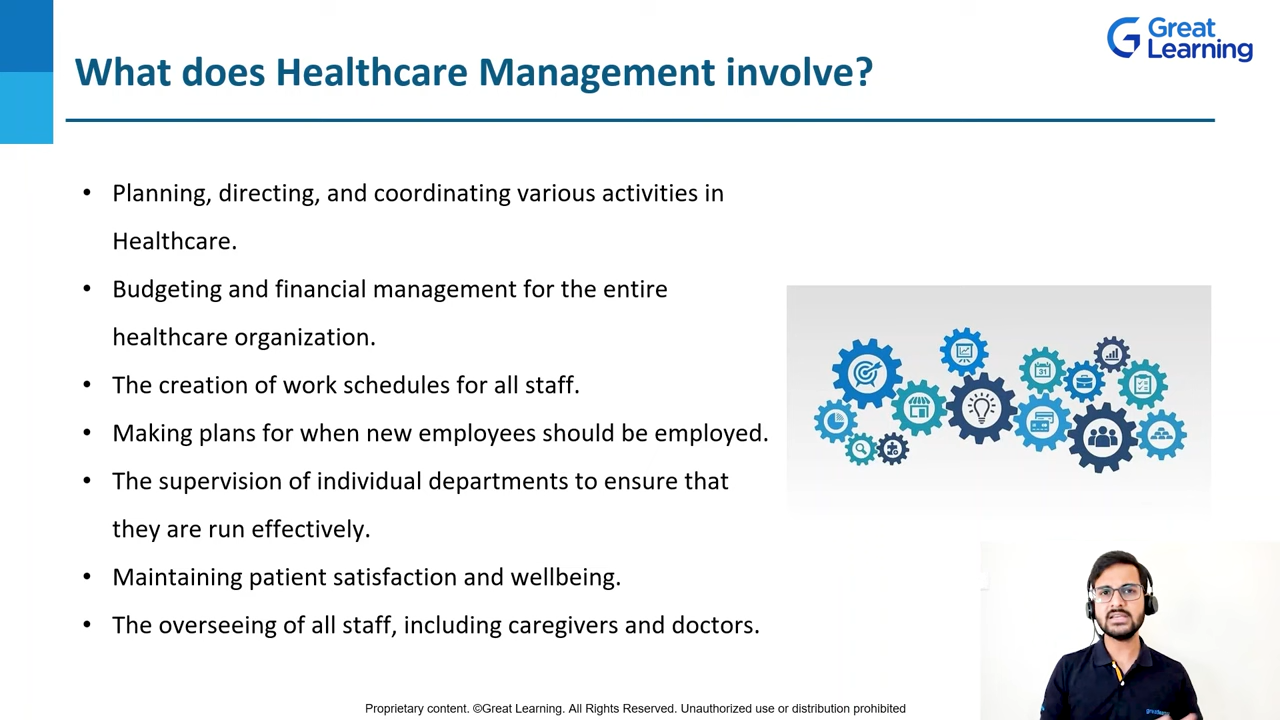 Great
Learning
What does Healthcare Management involve?
• Planning, directing, and coordinating various activities in
Healthcare.
• Budgeting and financial management for the entire
healthcare organization.
• The creation of work schedules for all staff.
• Making plans for when new employees should be employed.
• The supervision of individual departments to ensure that
they are run effectively.
• Maintaining patient satisfaction and wellbeing.
• The overseeing of all staff, including caregivers and doctors.
31
Proprietary content. ©Great Learning. All Rights Reserved. Unauthorized use or distribution prohibited